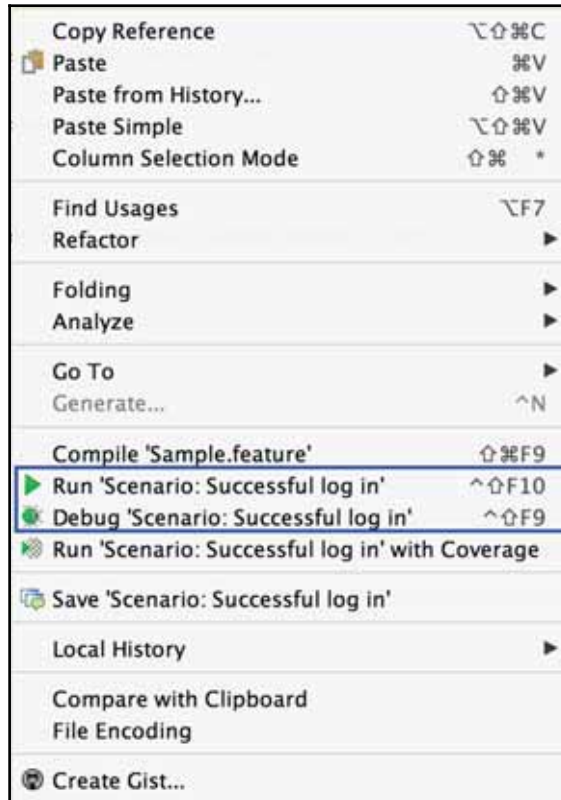 Copy Reference ⌥⇧⌘C
Paste ⌘V
Paste from History... ⇧⌘V
Paste Simple ⌥⇧⌘V
Column Selection Mode ⇧⌘ *
Find Usages ⌥F7
Refactor ▶
Folding ▶
Analyze ▶
Go To ▶
Generate... ^N
Compile 'Sample.feature' ⇧⌘F9
Run 'Scenario: Successful log in' ^⇧F10
Debug 'Scenario: Successful log in' ^⇧F9
Run 'Scenario: Successful log in' with Coverage
Save 'Scenario: Successful log in'
Local History ▶
Compare with Clipboard
File Encoding
Create Gist...